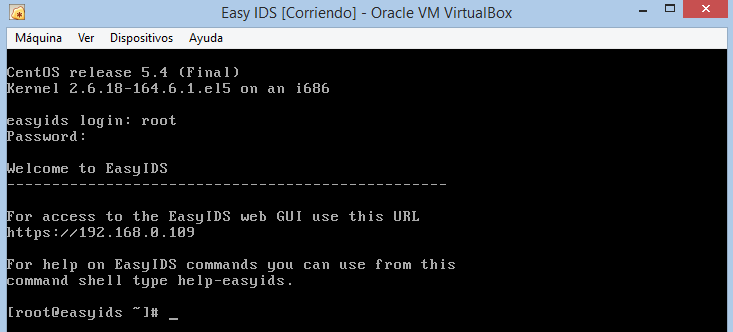 Easy IDS [Corriendo] - Oracle VM VirtualBox
Máquina Ver Dispositivos Ayuda
CentOS release 5.4 (Final)
Kernel 2.6.18-164.6.1.el5 on an i686
easyids login: root
Password:
Welcome to EasyIDS
-------------------------------------------------
For access to the EasyIDS web GUI use this URL
https://192.168.0.109
For help on EasyIDS commands you can use from this
command shell type help-easyids.
[root@easyids ~]# _